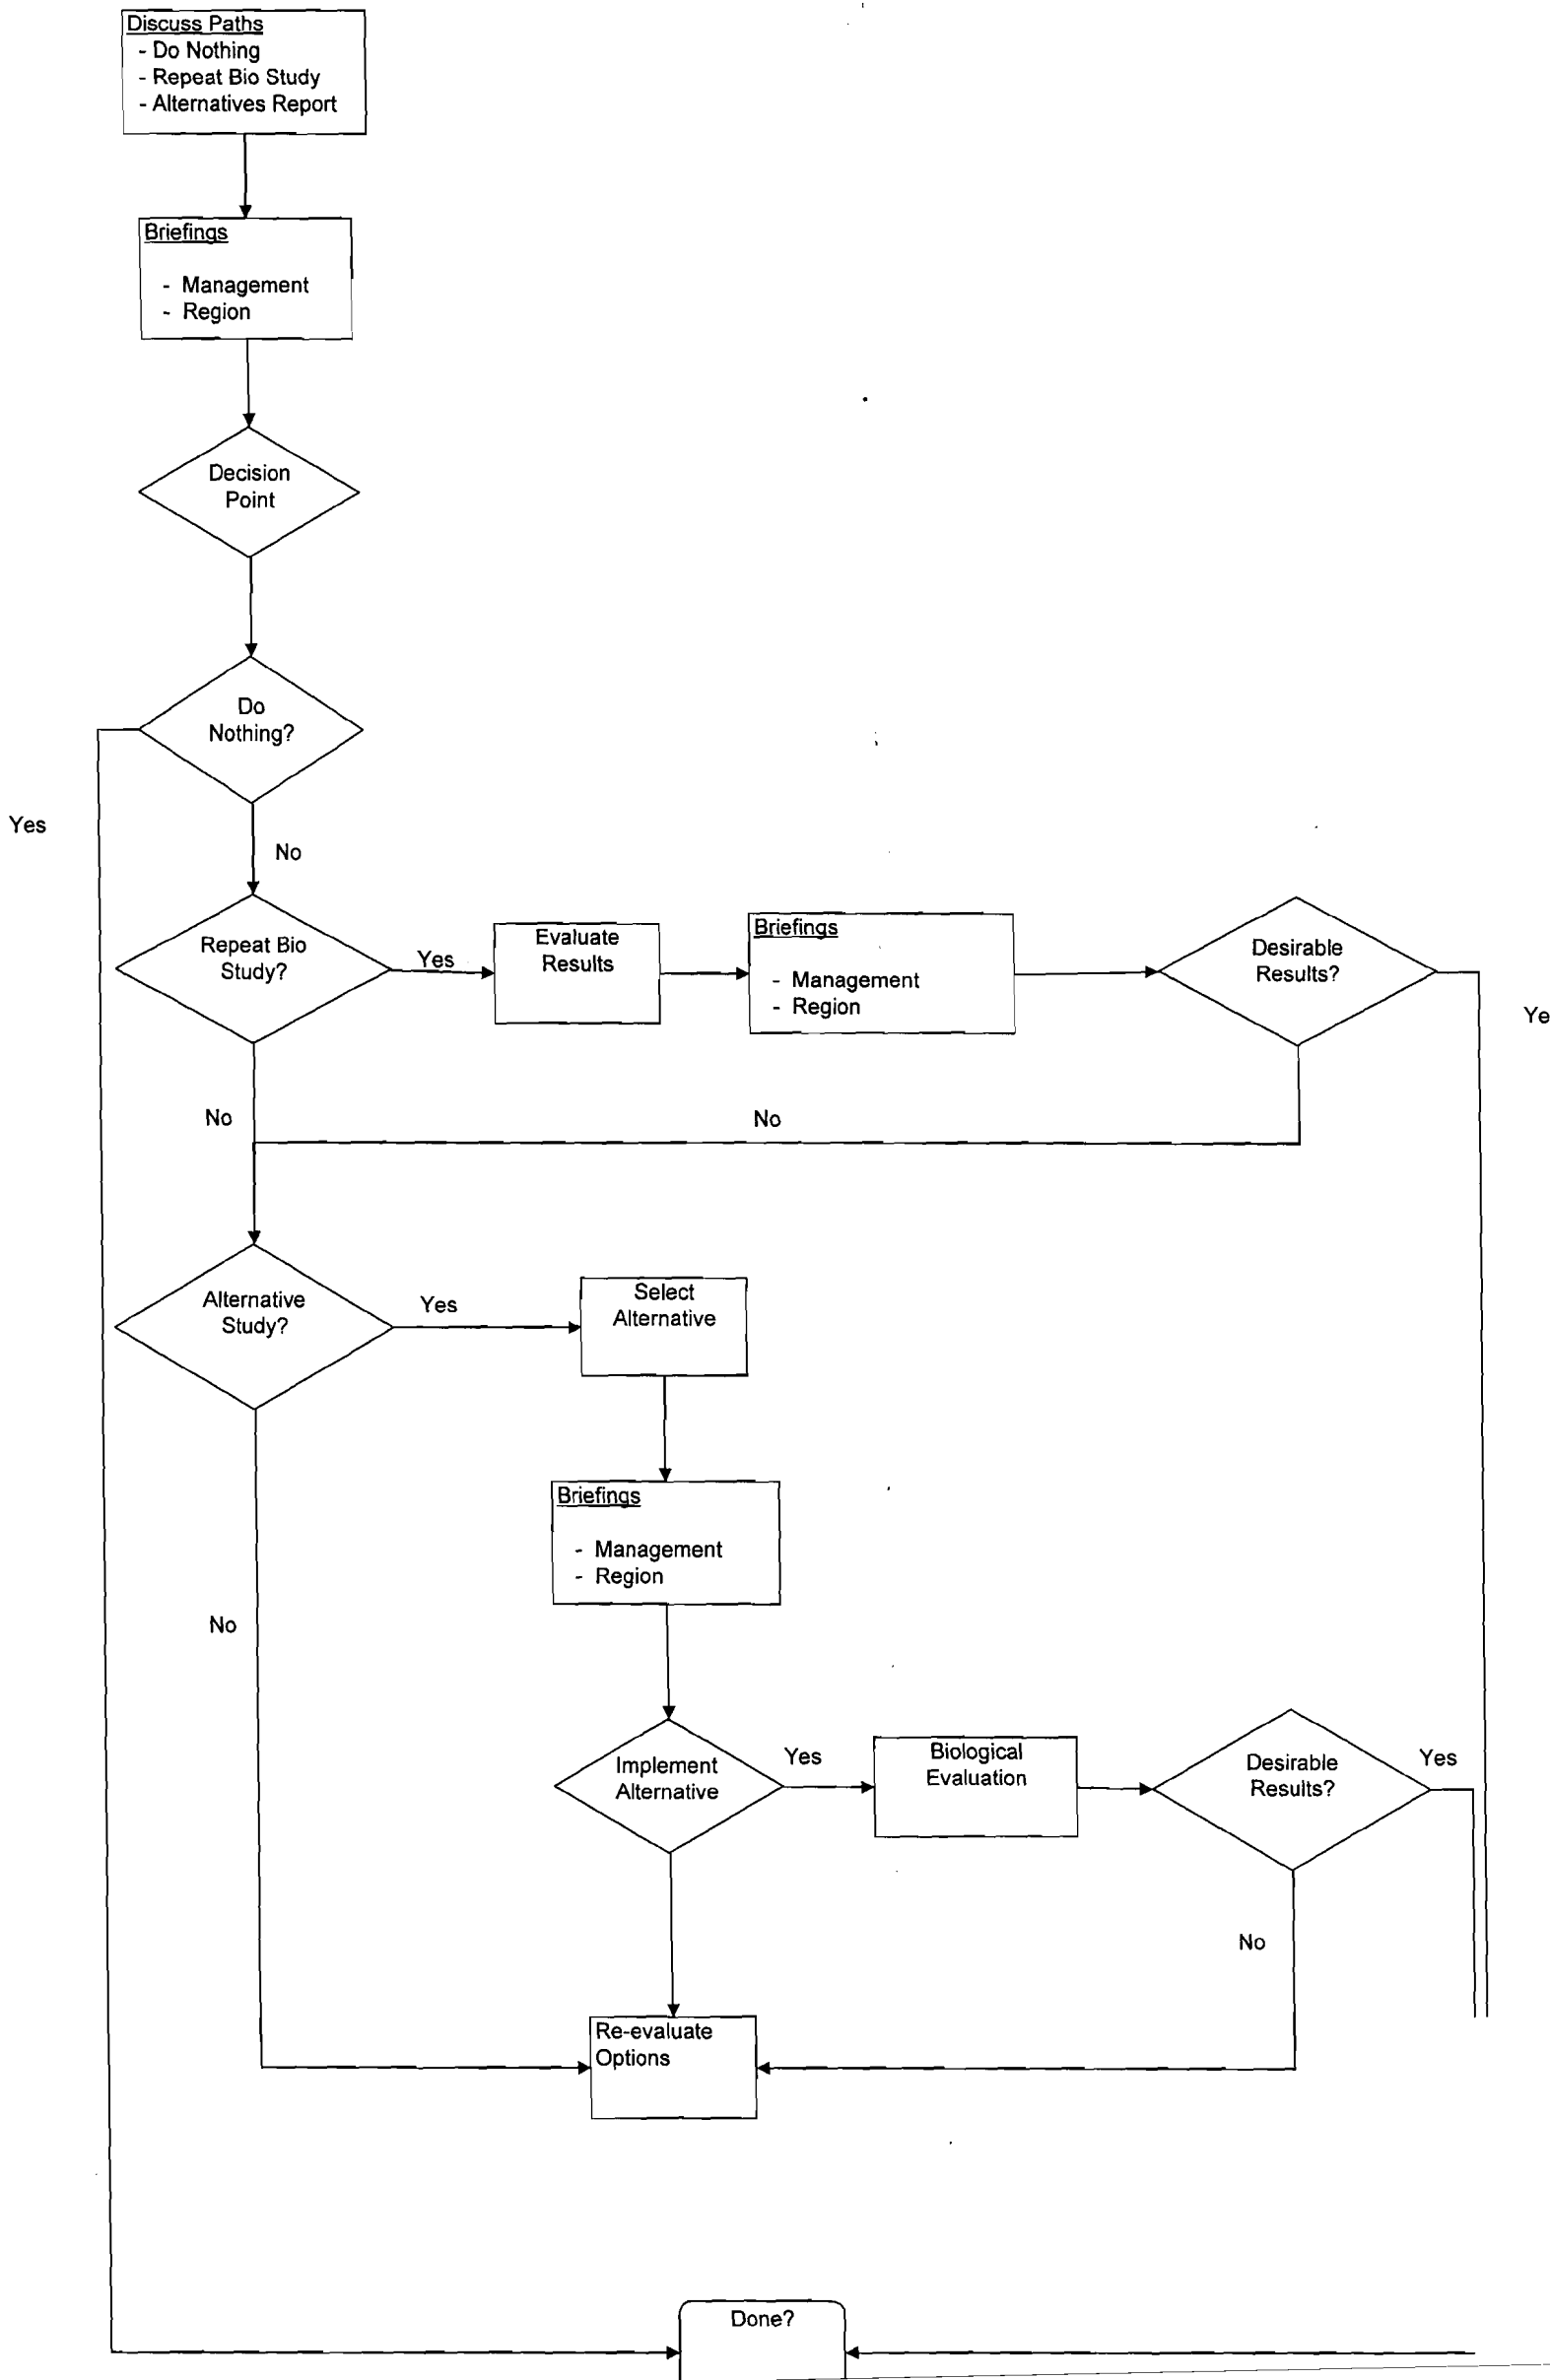 Discuss Paths
- Do Nothing
- Repeat Bio Study
- Alternatives Report
Briefings
- Management
- Region
Decision
Point
Do
Nothing?
Yes
No
Repeat Bio
Study?
Yes
Evaluate
Results
Briefings
- Management
- Region
Desirable
Results?
Ye
No
No
Alternative
Study?
Yes
Select
Alternative
Briefings
- Management
- Region
No
Implement
Alternative
Yes
Biological
Evaluation
Desirable
Results?
Yes
No
Re-evaluate
Options
Done?